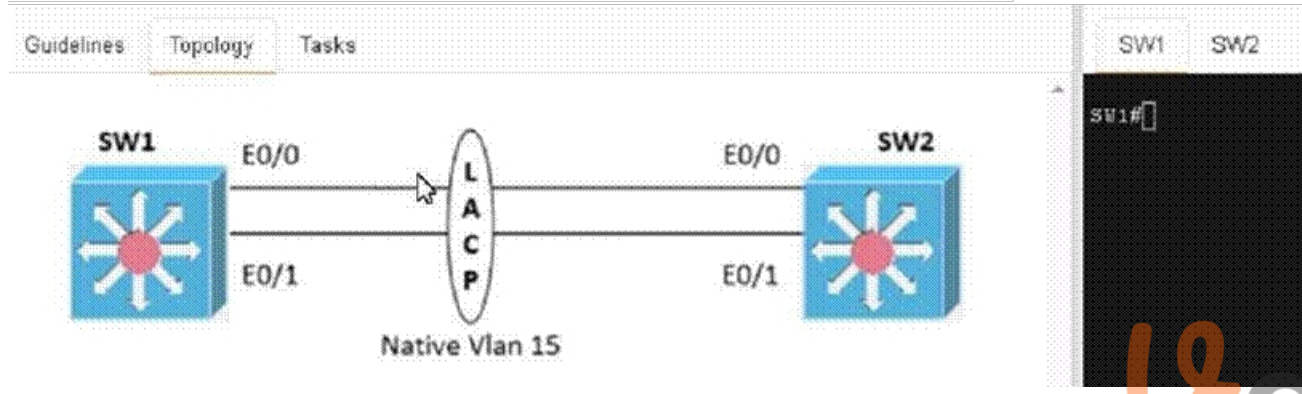 Guidelines Topology Tasks
SW1 SW2
SW1#
SW1 SW2
E0/0 E0/0
L
A
C
P
E0/1 E0/1
Native Vlan 15